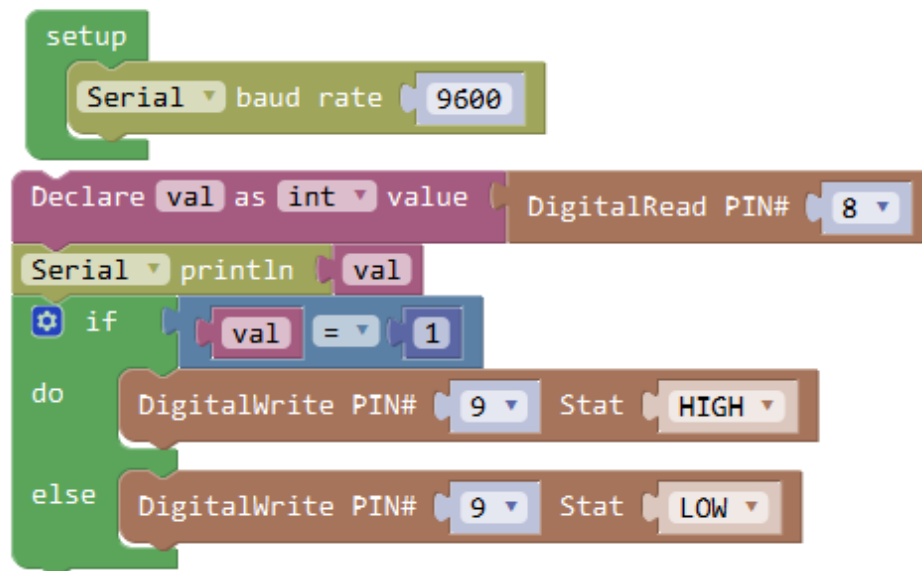 setup
Serial baud rate 9600
Declare val as int value DigitalRead PIN# 8
Serial println val
if val = 1
do DigitalWrite PIN# 9 Stat HIGH
else DigitalWrite PIN# 9 Stat LOW